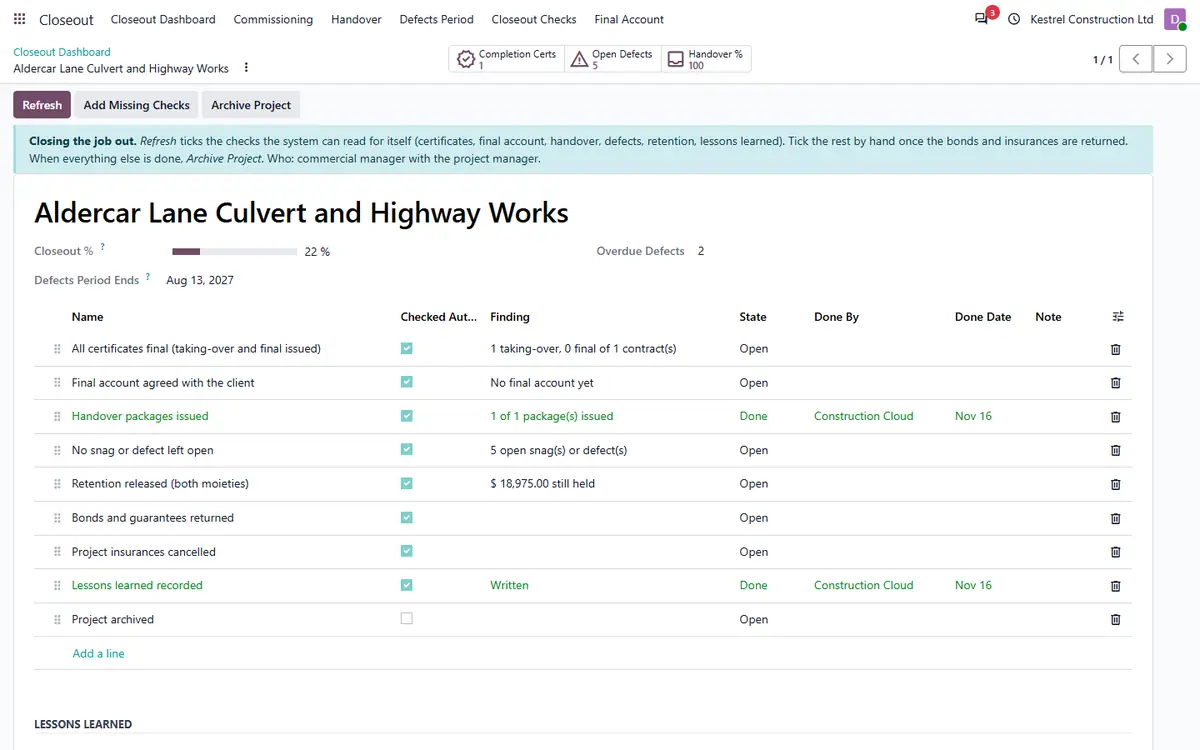 Closeout Closeout Dashboard Commissioning Handover Defects Period Closeout Checks Final Account 3 Kestrel Construction Ltd D
Closeout Dashboard
Aldercar Lane Culvert and Highway Works
Completion Certs 1
Open Defects 5
Handover % 100
1 / 1
Refresh Add Missing Checks Archive Project
Closing the job out. Refresh ticks the checks the system can read for itself (certificates, final account, handover, defects, retention, lessons learned). Tick the rest by hand once the bonds and insurances are returned.
When everything else is done, Archive Project. Who: commercial manager with the project manager.
Aldercar Lane Culvert and Highway Works
Closeout % ? 22 % Overdue Defects 2
Defects Period Ends ? Aug 13, 2027
Name Checked Aut... Finding State Done By Done Date Note
All certificates final (taking-over and final issued) 1 taking-over, 0 final of 1 contract(s) Open
Final account agreed with the client No final account yet Open
Handover packages issued 1 of 1 package(s) issued Done Construction Cloud Nov 16
No snag or defect left open 5 open snag(s) or defect(s) Open
Retention released (both moieties) $ 18,975.00 still held Open
Bonds and guarantees returned Open
Project insurances cancelled Open
Lessons learned recorded Written Done Construction Cloud Nov 16
Project archived Open
Add a line
LESSONS LEARNED